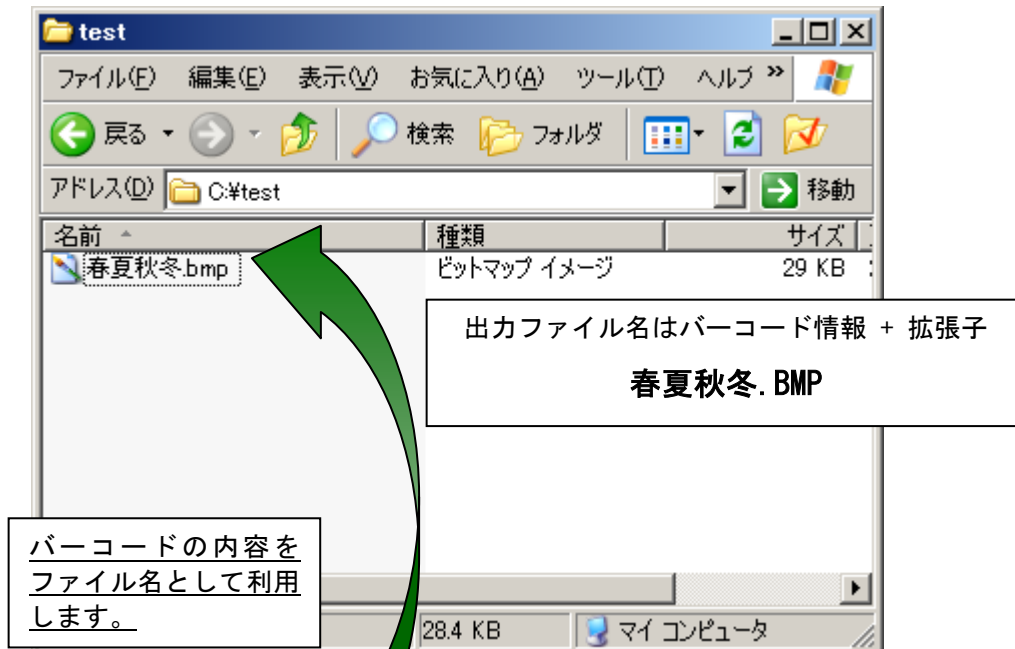 test
ファイル(F) 編集(E) 表示(V) お気に入り(A) ツール(T) ヘルプ »
戻る 検索 フォルダ
アドレス(D) C:¥test 移動
名前 種類 サイズ
春夏秋冬.bmp ビットマップ イメージ 29 KB
出力ファイル名はバーコード情報 + 拡張子
春夏秋冬.BMP
バーコードの内容を
ファイル名として利用
します。
28.4 KB マイ コンピュータ